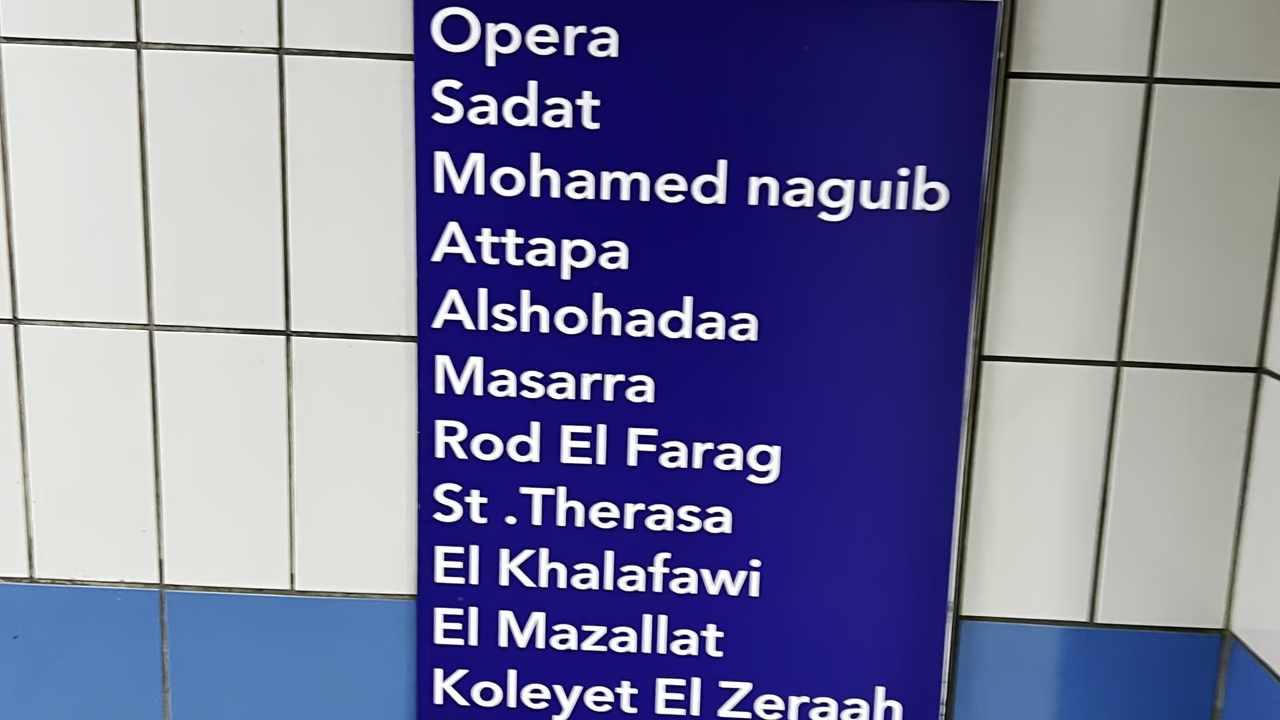 Opera
Sadat
Mohamed naguib
Attapa
Alshohadaa
Masarra
Rod El Farag
St .Therasa
El Khalafawi
El Mazallat
Koleyet El Zeraah